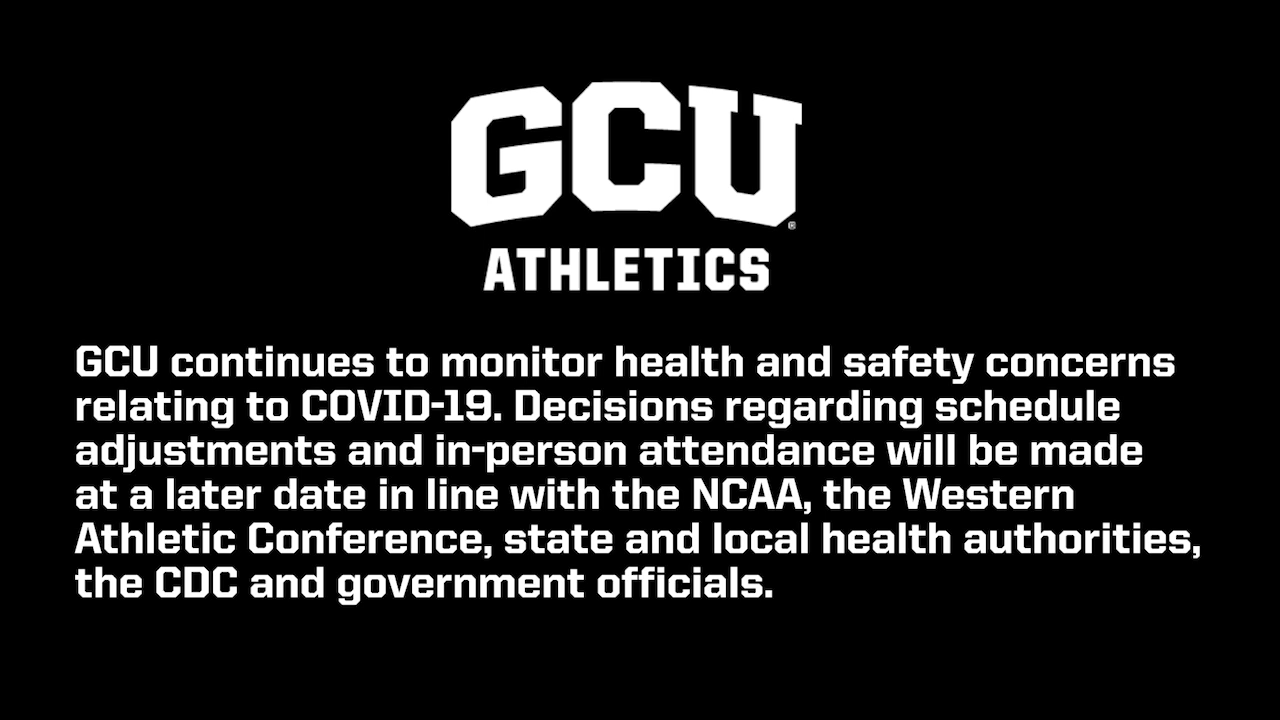 GCU
ATHLETICS
GCU continues to monitor health and safety concerns
relating to COVID-19. Decisions regarding schedule
adjustments and in-person attendance will be made
at a later date in line with the NCAA, the Western
Athletic Conference, state and local health authorities,
the CDC and government officials.